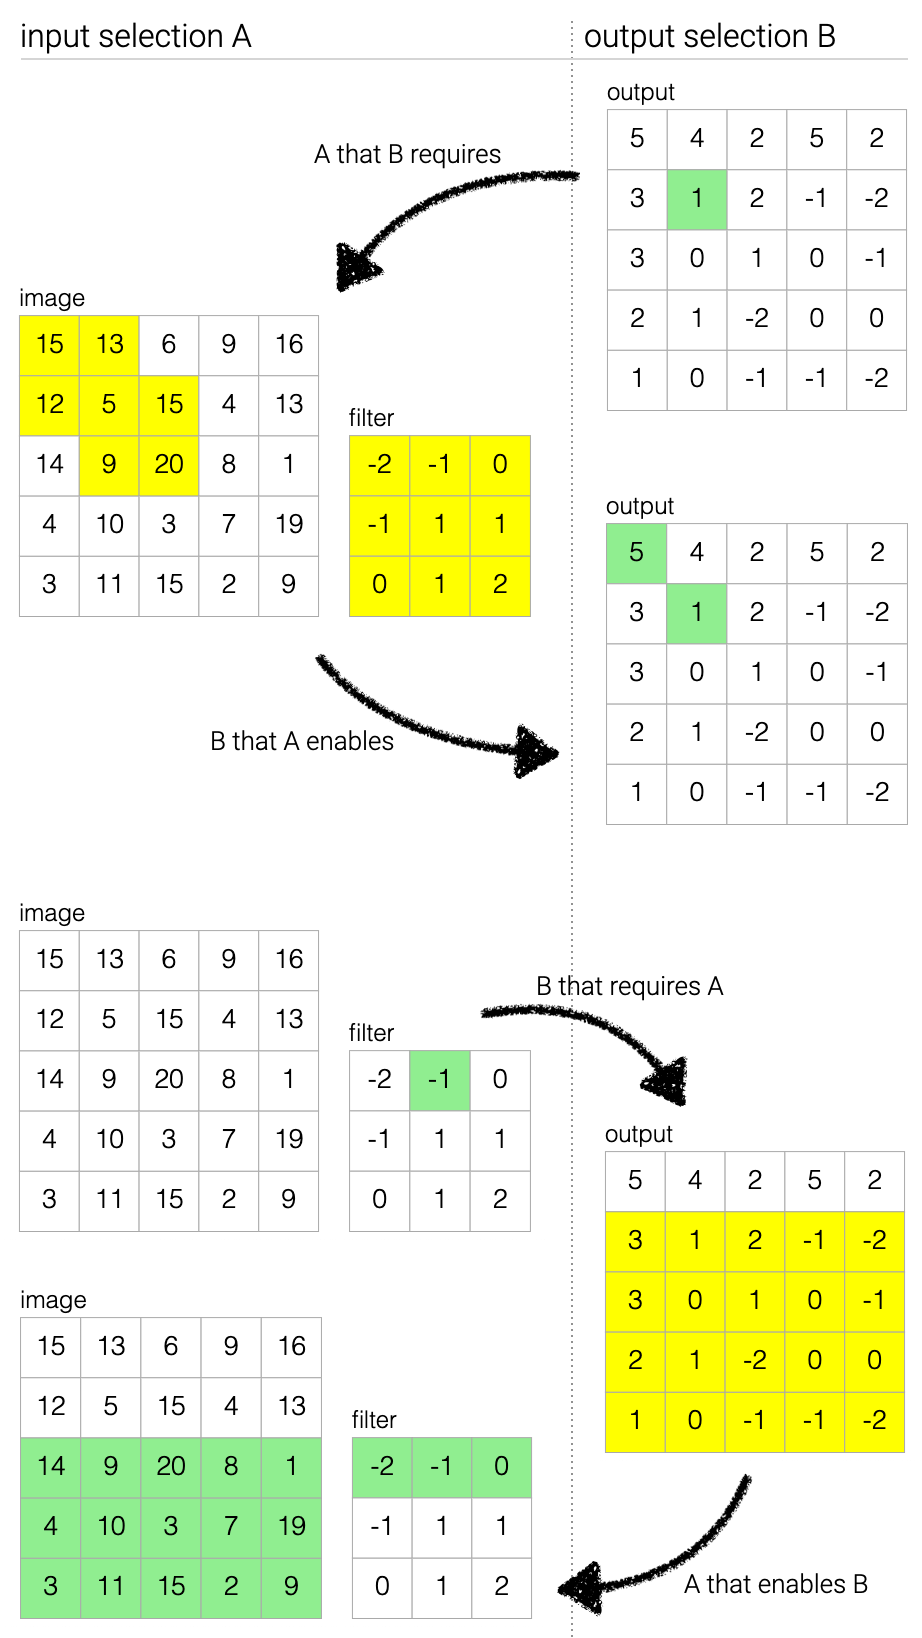 input selection A
output selection B
output
5 4 2 5 2
3 1 2 -1 -2
3 0 1 0 -1
2 1 -2 0 0
1 0 -1 -1 -2
A that B requires
image
15 13 6 9 16
12 5 15 4 13
14 9 20 8 1
4 10 3 7 19
3 11 15 2 9
filter
-2 -1 0
-1 1 1
0 1 2
output
5 4 2 5 2
3 1 2 -1 -2
3 0 1 0 -1
2 1 -2 0 0
1 0 -1 -1 -2
B that A enables
image
15 13 6 9 16
12 5 15 4 13
14 9 20 8 1
4 10 3 7 19
3 11 15 2 9
filter
-2 -1 0
-1 1 1
0 1 2
B that requires A
output
5 4 2 5 2
3 1 2 -1 -2
3 0 1 0 -1
2 1 -2 0 0
1 0 -1 -1 -2
image
15 13 6 9 16
12 5 15 4 13
14 9 20 8 1
4 10 3 7 19
3 11 15 2 9
filter
-2 -1 0
-1 1 1
0 1 2
A that enables B